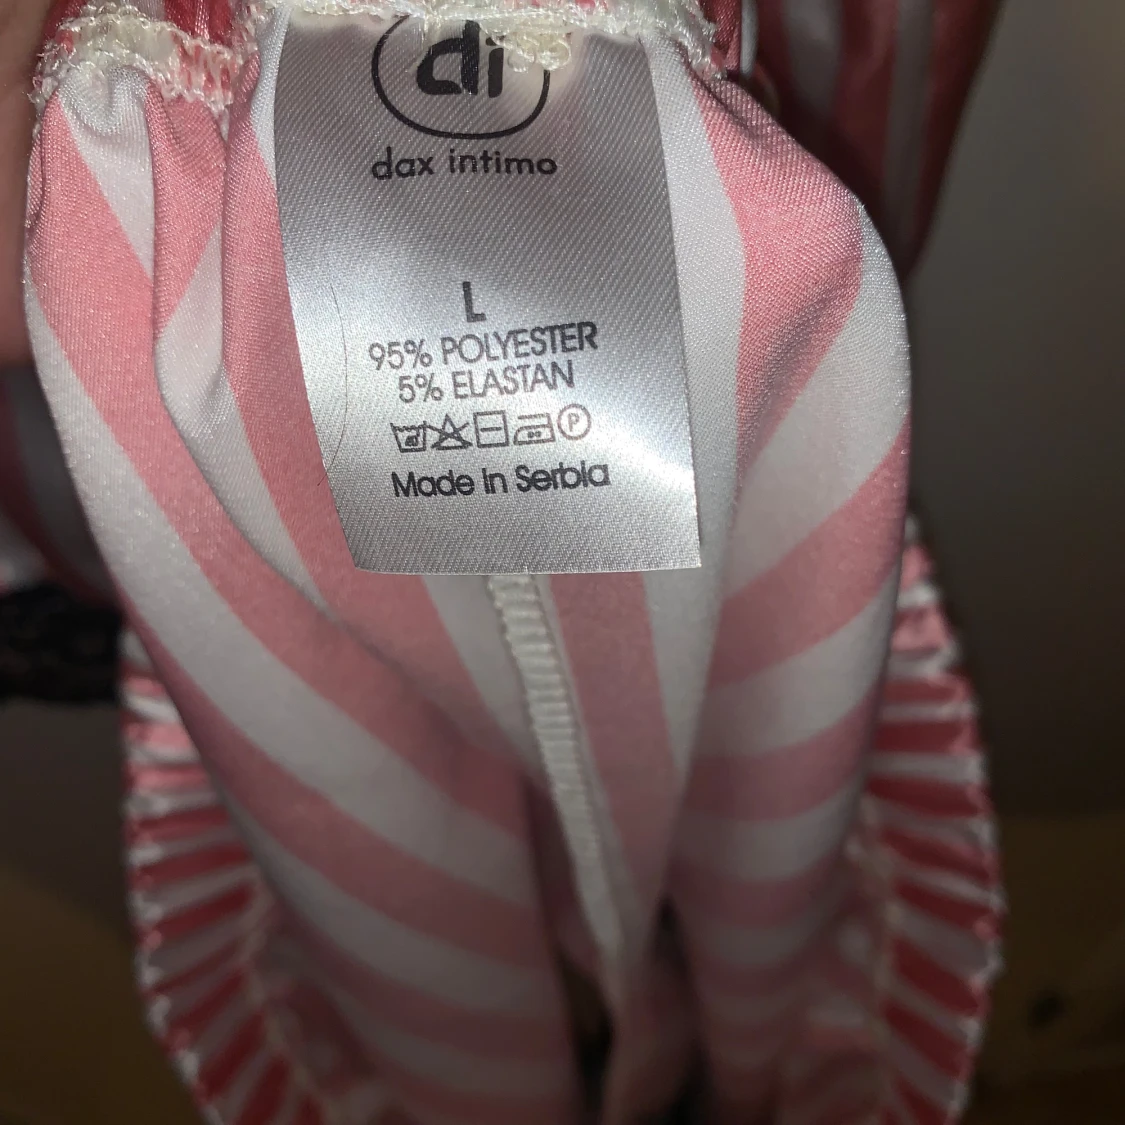 di
dax intimo
L
95% POLYESTER
5% ELASTAN
P
Made in Serbia